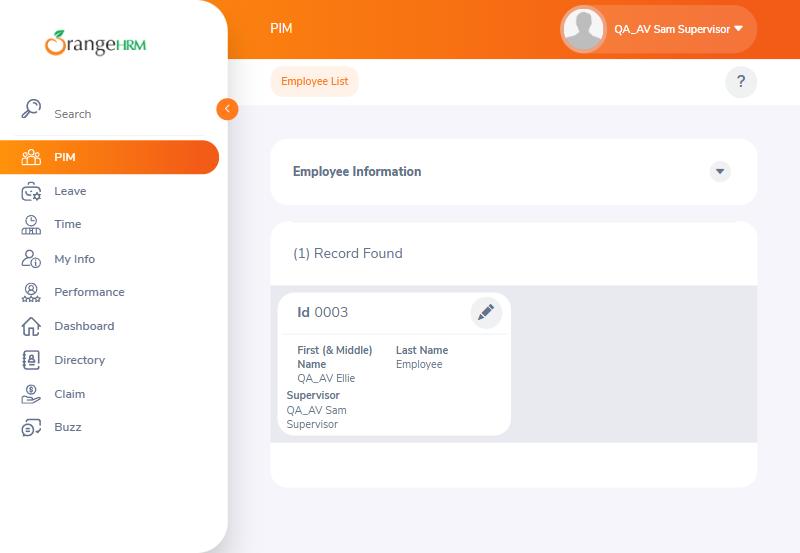 OrangeHRM
PIM
QA_AV Sam Supervisor
Employee List
?
Search
PIM
Leave
Time
My Info
Performance
Dashboard
Directory
Claim
Buzz
Employee Information
(1) Record Found
Id 0003
First (& Middle)
Name
QA_AV Ellie
Last Name
Employee
Supervisor
QA_AV Sam
Supervisor